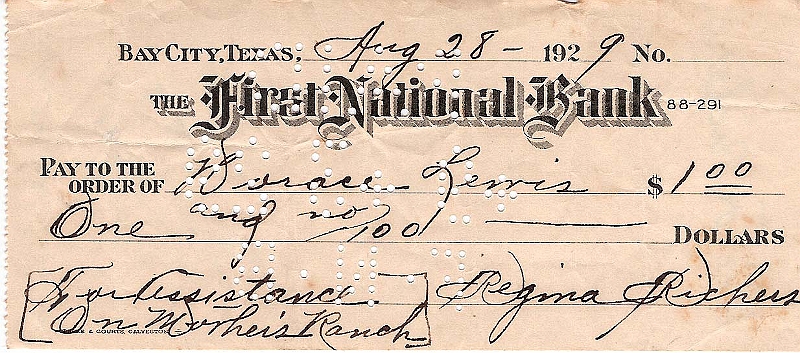 BAY CITY, TEXAS, Aug 28 - 1929 No.
THE First National Bank 88-291
PAY TO THE ORDER OF Horace Lewis $1.00
One and no/100 DOLLARS
For Assistance Regina Richers
On Mother's Ranch